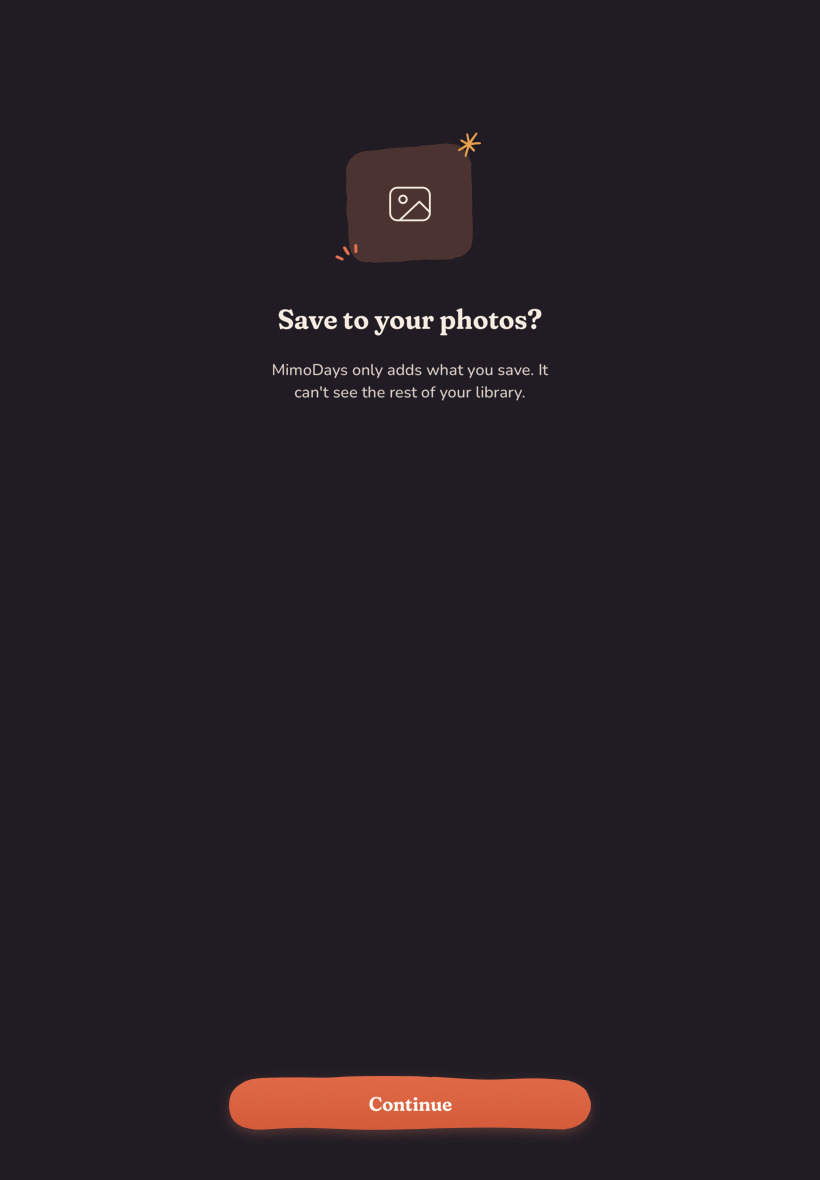 Save to your photos?
MimoDays only adds what you save. It
can't see the rest of your library.
Continue